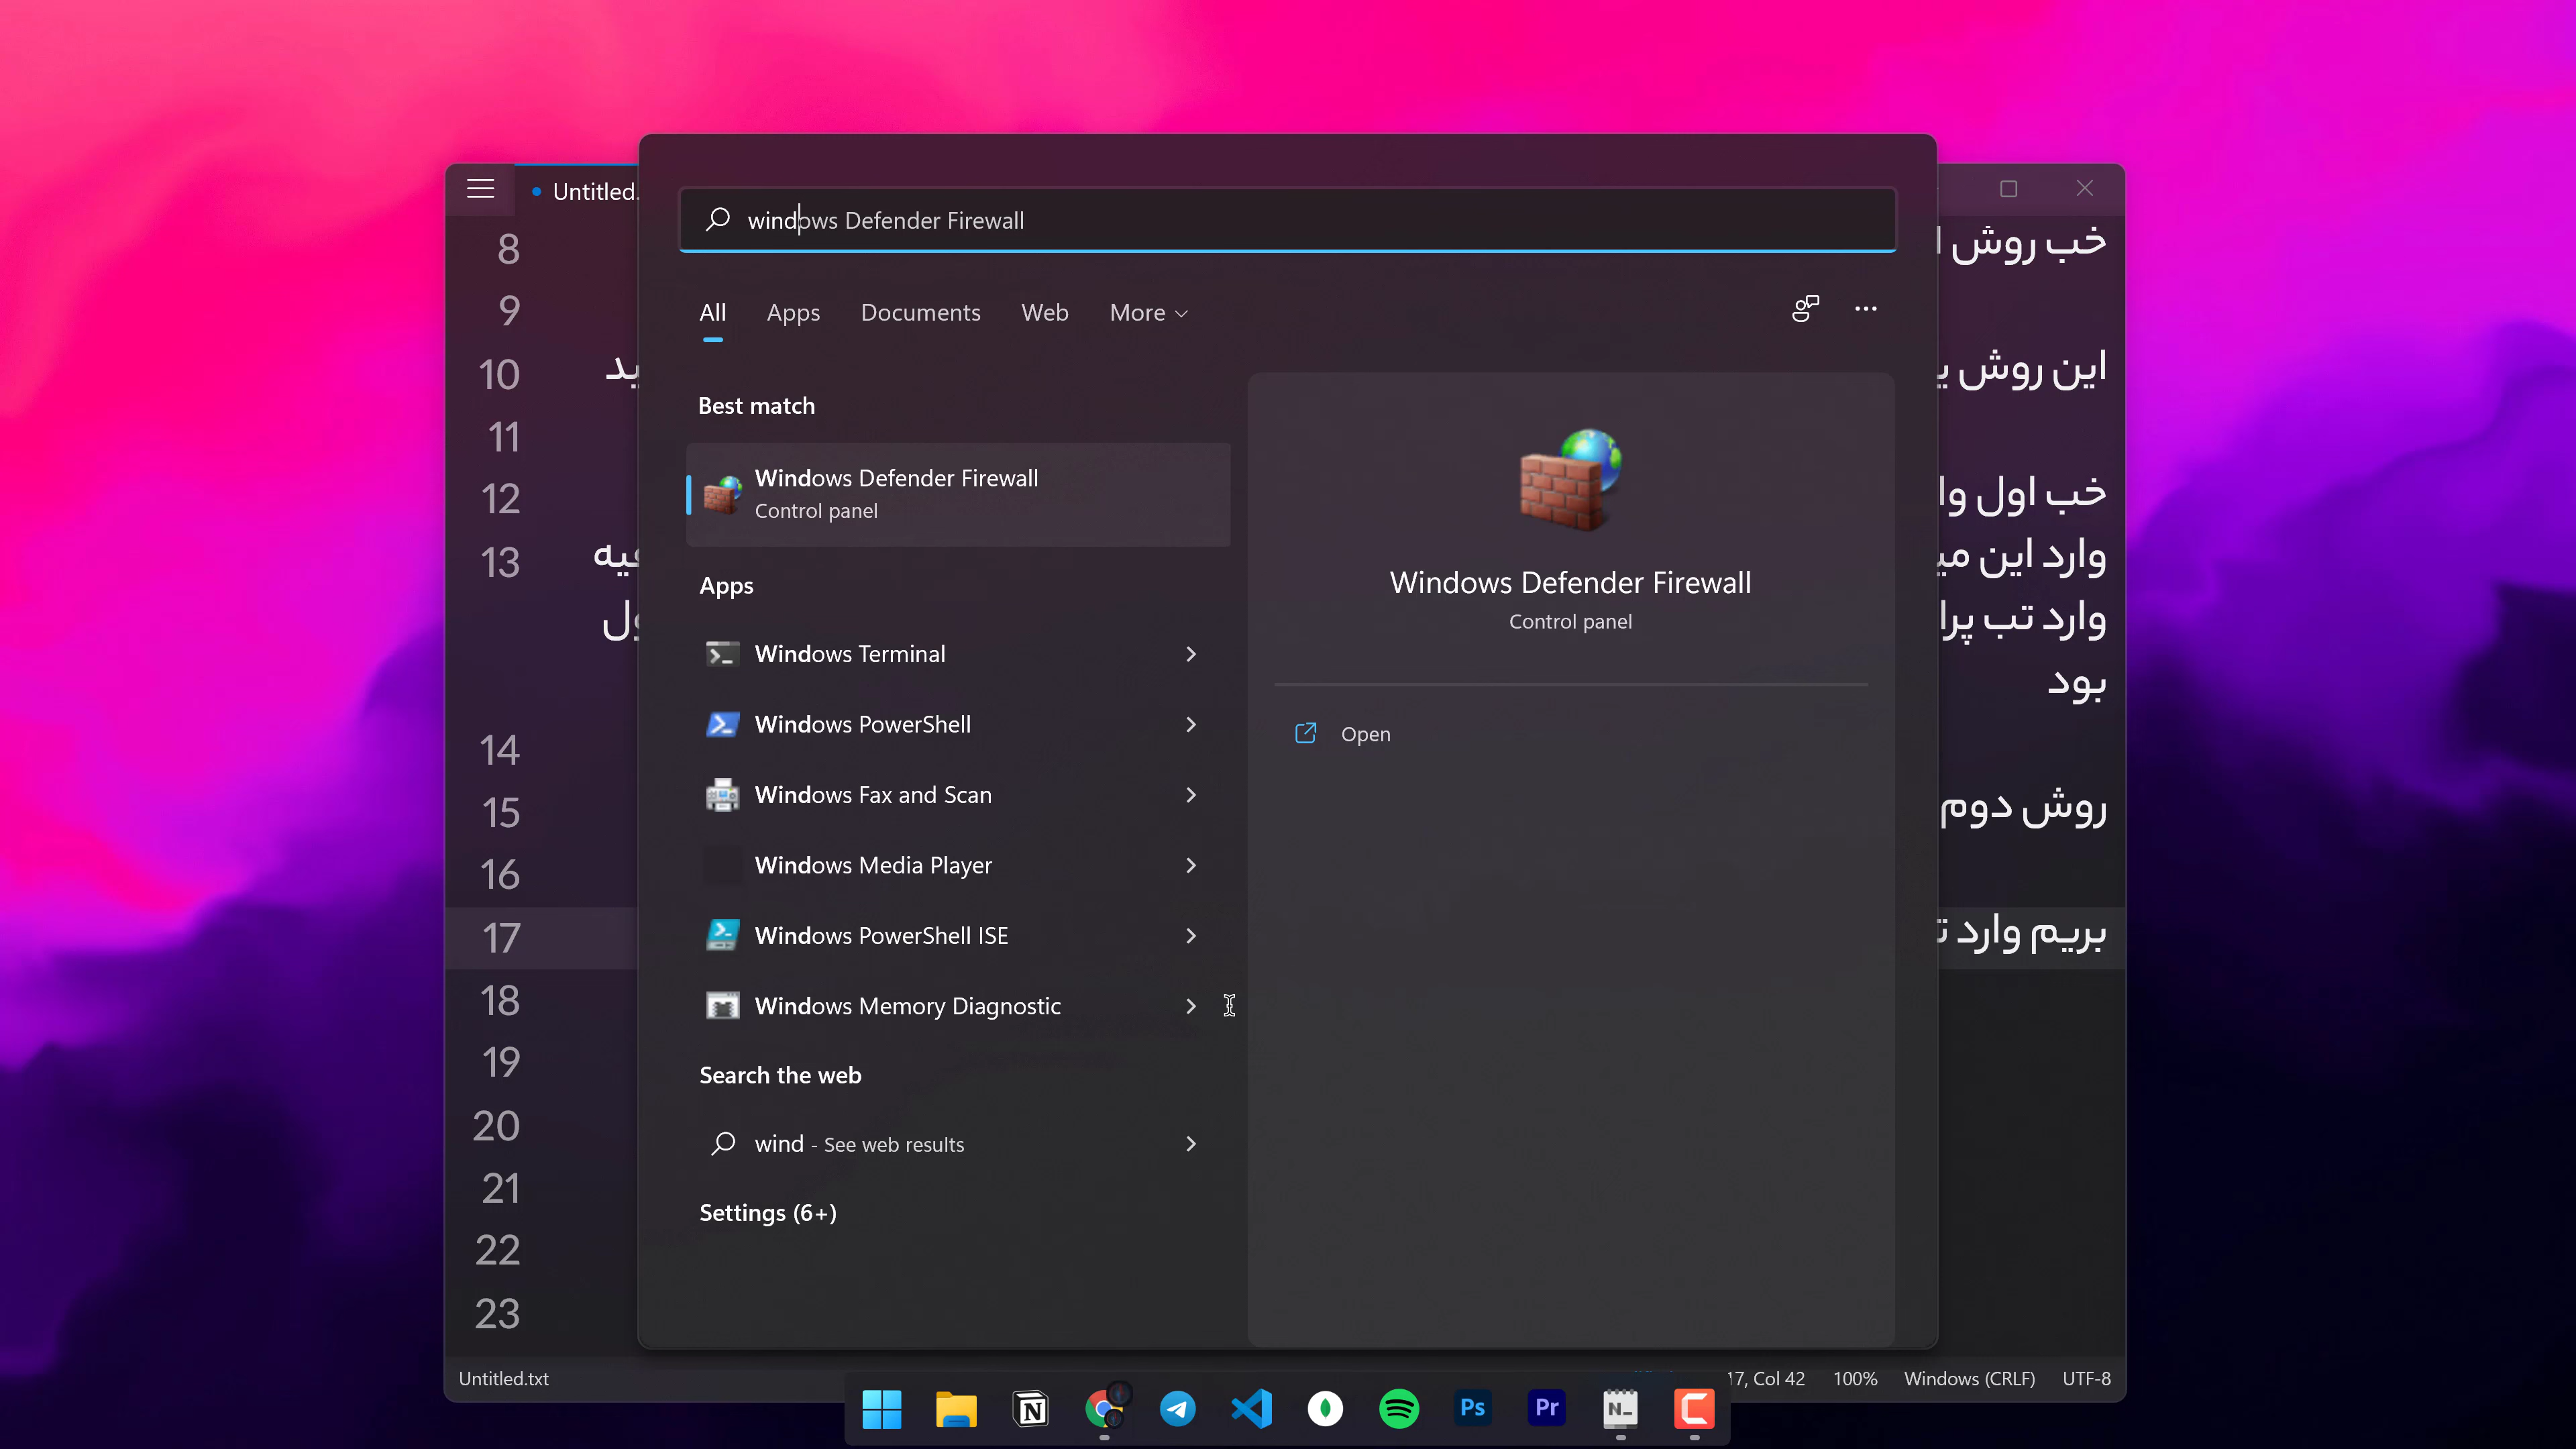 Untitled.
windows Defender Firewall
All Apps Documents Web More
Best match
Windows Defender Firewall
Control panel
Apps
Windows Terminal
Windows PowerShell
Windows Fax and Scan
Windows Media Player
Windows PowerShell ISE
Windows Memory Diagnostic
Search the web
wind - See web results
Settings (6+)
Windows Defender Firewall
Control panel
Open
8
9
10
11
12
13
14
15
16
17
18
19
20
21
22
23
خب روش
این روش
خب اول
وارد این
وارد تب
بود
روش دوم
بریم وارد
Untitled.txt
17, Col 42 100% Windows (CRLF) UTF-8
N
Ps
Pr
N_